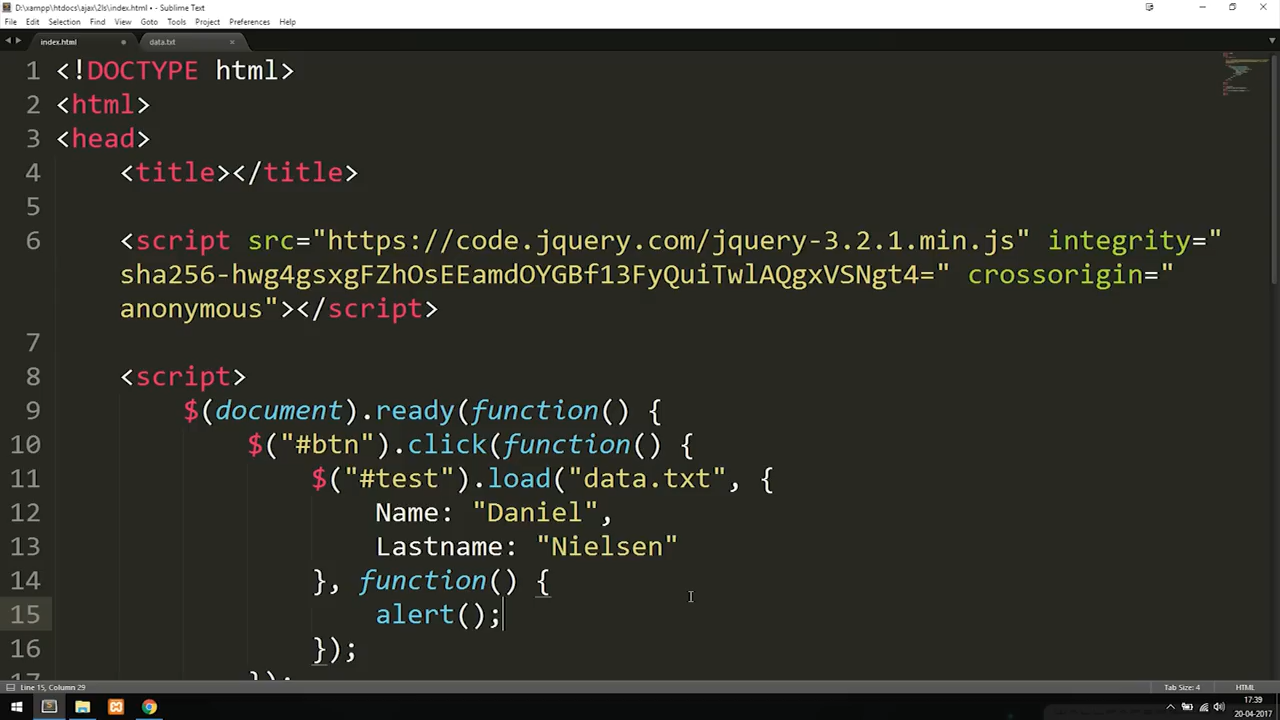 D:\xampp\htdocs\ajax\2ls\index.html • - Sublime Text
File Edit Selection Find View Goto Tools Project Preferences Help
index.html data.txt
1 <!DOCTYPE html>
2 <html>
3 <head>
4 <title></title>
5
6 <script src="https://code.jquery.com/jquery-3.2.1.min.js" integrity="
sha256-hwg4gsxgFZhOsEEamdOYGBf13FyQuiTwlAQgxVSNgt4=" crossorigin="
anonymous"></script>
7
8 <script>
9 $(document).ready(function() {
10 $("#btn").click(function() {
11 $("#test").load("data.txt", {
12 Name: "Daniel",
13 Lastname: "Nielsen"
14 }, function() {
15 alert();
16 });
17 });
Line 15, Column 29 Tab Size: 4 HTML
17:39
20-04-2017